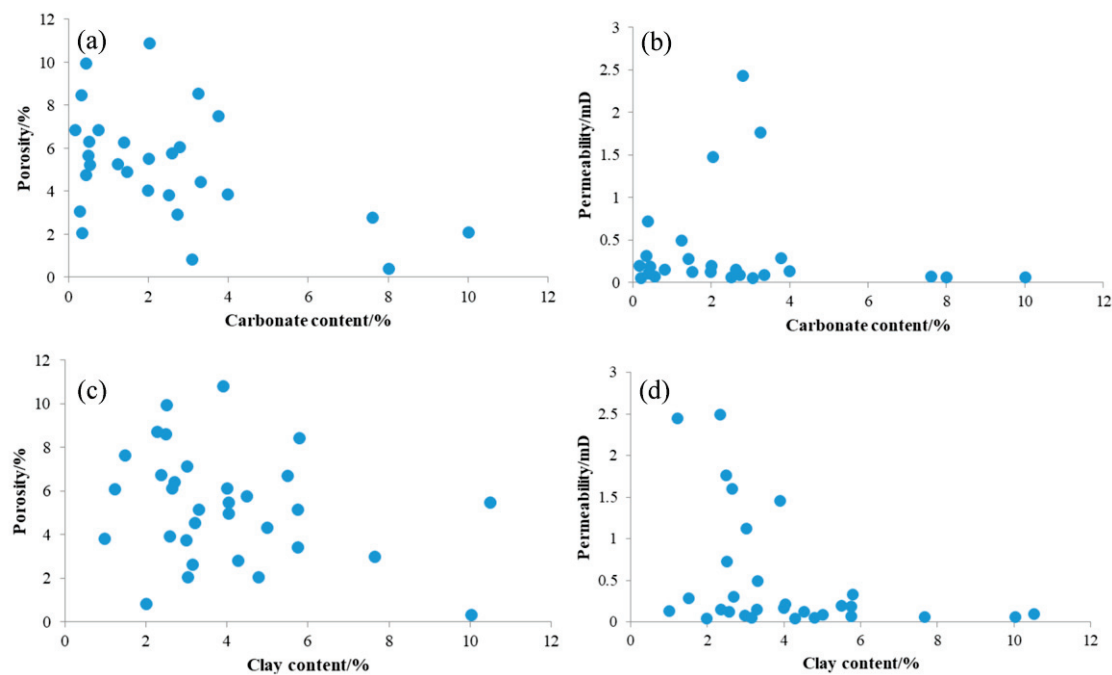 (a)
12
10
8
6
4
2
0
Porosity/%
0 2 4 6 8 10 12
Carbonate content/%
(b)
3
2.5
2
1.5
1
0.5
0
Permeability/mD
0 2 4 6 8 10 12
Carbonate content/%
(c)
12
10
8
6
4
2
0
Porosity/%
0 2 4 6 8 10 12
Clay content/%
(d)
3
2.5
2
1.5
1
0.5
0
Permeability/mD
0 2 4 6 8 10 12
Clay content/%